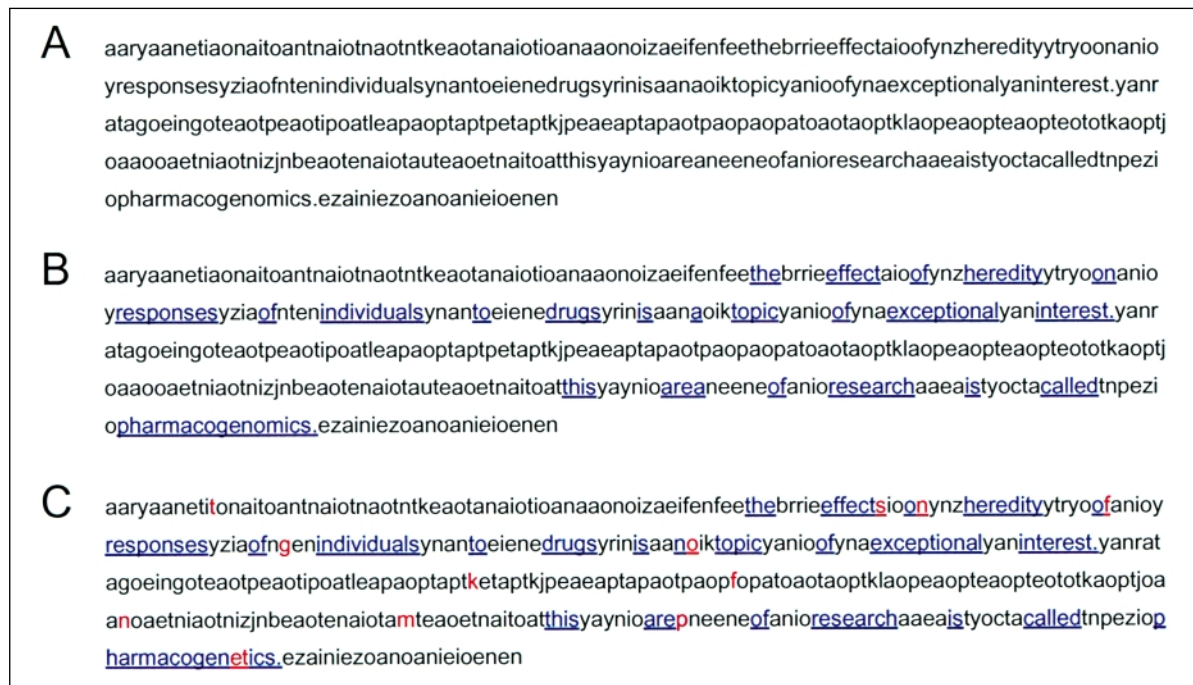 A
aaryaanetiaonaitoantnaiotnaotntkeaotanaiotioanaaonoizaeifenfeethebrrieeffectaioofynzheredityytryoonanio
yresponsesyziaofntenindividualsynantoeienedrugsyrinisaanaoiktopicyanioofynaexceptionalyaninterest.yanr
atagoeingoteaotpeaotipoatleapaoptaptpetaptkjpeaeaptapaotpaopaopatoaotaoptklaopeaopteaopteototkaoptj
oaaooaetniaotnizjnbeaotenaiotauteaoetnaitoatthisyaynioareaneeneofanioresearchaaeaistyoctacalledtnpezi
opharmacogenomics.ezainiezoanoanieioenen
B
aaryaanetiaonaitoantnaiotnaotntkeaotanaiotioanaaonoizaeifenfeethebrrieeffectaioofynzheredityytryoonanio
yresponsesyziaofntenindividualsynantoeienedrugsyrinisaanaoiktopicyanioofynaexceptionalyaninterest.yanr
atagoeingoteaotpeaotipoatleapaoptaptpetaptkjpeaeaptapaotpaopaopatoaotaoptklaopeaopteaopteototkaoptj
oaaooaetniaotnizjnbeaotenaiotauteaoetnaitoatthisyaynioareaneeneofanioresearchaaeaistyoctacalledtnpezi
opharmacogenomics.ezainiezoanoanieioenen
C
aaryaanetitonaitoantnaiotnaotntkeaotanaiotioanaaonoizaeifenfeethebrrieeffectsioonynzheredityytryoofanioy
responsesyziaofngenindividualsynantoeienedrugsyrinisaanoiktopicyanioofynaexceptionalyaninterest.yanrat
agoeingoteaotpeaotipoatleapaoptaptketaptkjpeaeaptapaotpaopfopatoaotaoptklaopeaopteaopteototkaoptjoa
anoaetniaotnizjnbeaotenaiotamteaoetnaitoatthisyaynioarepneeneofanioresearchaaeaistyoctacalledtnpeziop
harmacogenetics.ezainiezoanoanieioenen